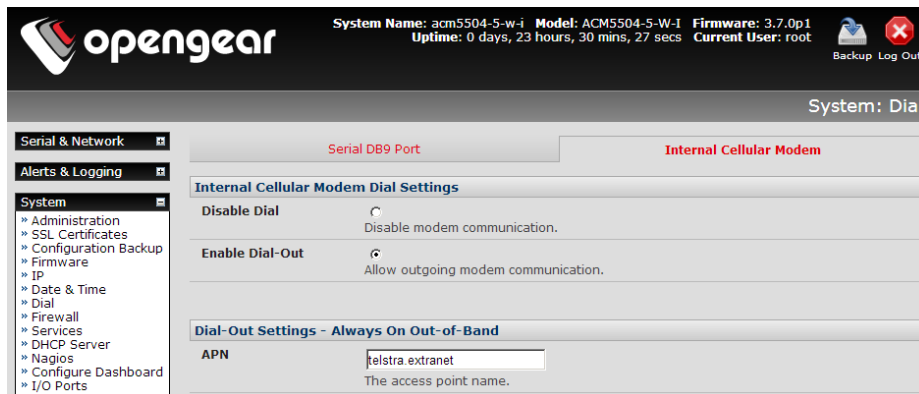 opengear
System Name: acm5504-5-w-i Model: ACM5504-5-W-I Firmware: 3.7.0p1
Uptime: 0 days, 23 hours, 30 mins, 27 secs Current User: root
Backup Log Out
System: Dia
Serial & Network
Alerts & Logging
System
» Administration
» SSL Certificates
» Configuration Backup
» Firmware
» IP
» Date & Time
» Dial
» Firewall
» Services
» DHCP Server
» Nagios
» Configure Dashboard
» I/O Ports
Serial DB9 Port
Internal Cellular Modem
Internal Cellular Modem Dial Settings
Disable Dial
Disable modem communication.
Enable Dial-Out
Allow outgoing modem communication.
Dial-Out Settings - Always On Out-of-Band
APN
telstra.extranet
The access point name.